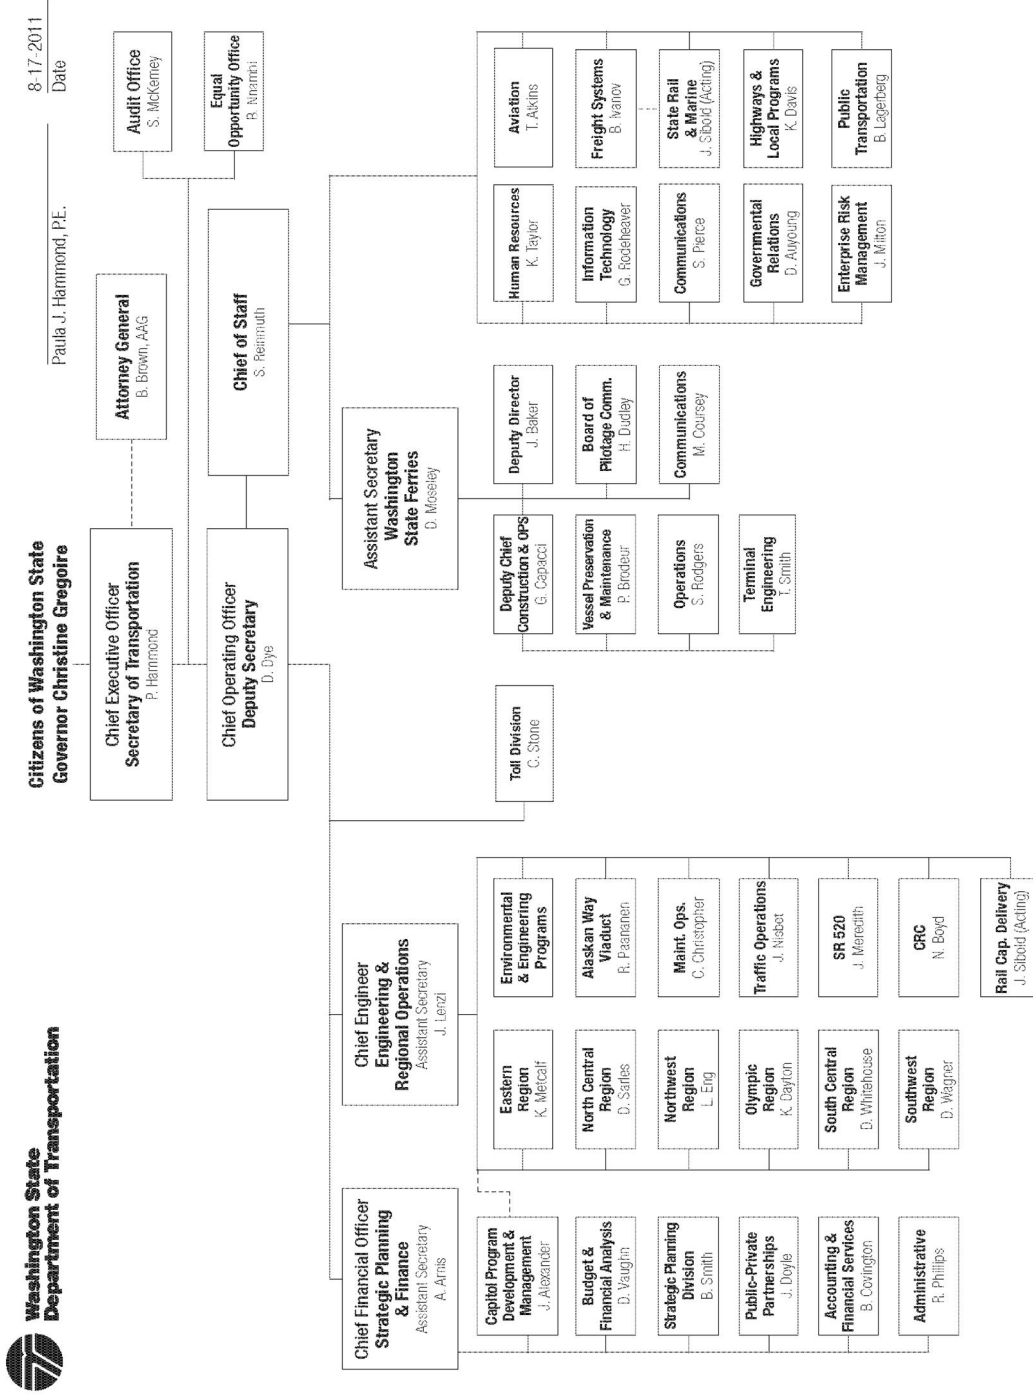 Washington State
Department of Transportation
Citizens of Washington State
Governor Christine Gregoire
Paula J. Hammond, P.E.
8-17-2011
Date
Chief Executive Officer
Secretary of Transportation
P. Hammond
Attorney General
B. Brown, AAG
Audit Office
S. McKerney
Equal
Opportunity Office
B. Nnambi
Chief Operating Officer
Deputy Secretary
D. Dye
Chief of Staff
S. Reinmuth
Chief Financial Officer
Strategic Planning
& Finance
Assistant Secretary
A. Arnis
Chief Engineer
Engineering &
Regional Operations
Assistant Secretary
J. Lenzi
Assistant Secretary
Washington
State Ferries
D. Moseley
Capitol Program
Development &
Management
J. Alexander
Budget &
Financial Analysis
D. Vaughn
Strategic Planning
Division
B. Smith
Public-Private
Partnerships
J. Doyle
Accounting &
Financial Services
B. Covington
Administrative
R. Phillips
Eastern
Region
K. Metcalf
North Central
Region
D. Sarles
Northwest
Region
L. Eng
Olympic
Region
K. Dayton
South Central
Region
D. Whitehouse
Southwest
Region
D. Wagner
Environmental
& Engineering
Programs
Alaskan Way
Viaduct
R. Paananen
Maint. Ops.
C. Christopher
Traffic Operations
J. Nisbet
SR 520
J. Meredith
CRC
N. Boyd
Rail Cap. Delivery
J. Sibold (Acting)
Toll Division
C. Stone
Deputy Chief
Construction & OPS
G. Capacci
Vessel Preservation
& Maintenance
P. Brodeur
Operations
S. Rodgers
Terminal
Engineering
T. Smith
Deputy Director
J. Baker
Board of
Pilotage Comm.
H. Dudley
Communications
M. Coursey
Human Resources
K. Taylor
Information
Technology
G. Rodeheaver
Communications
S. Pierce
Governmental
Relations
D. Auyoung
Enterprise Risk
Management
J. Milton
Aviation
T. Atkins
Freight Systems
B. Ivanov
State Rail
& Marine
J. Sibold (Acting)
Highways &
Local Programs
K. Davis
Public
Transportation
B. Lagerberg